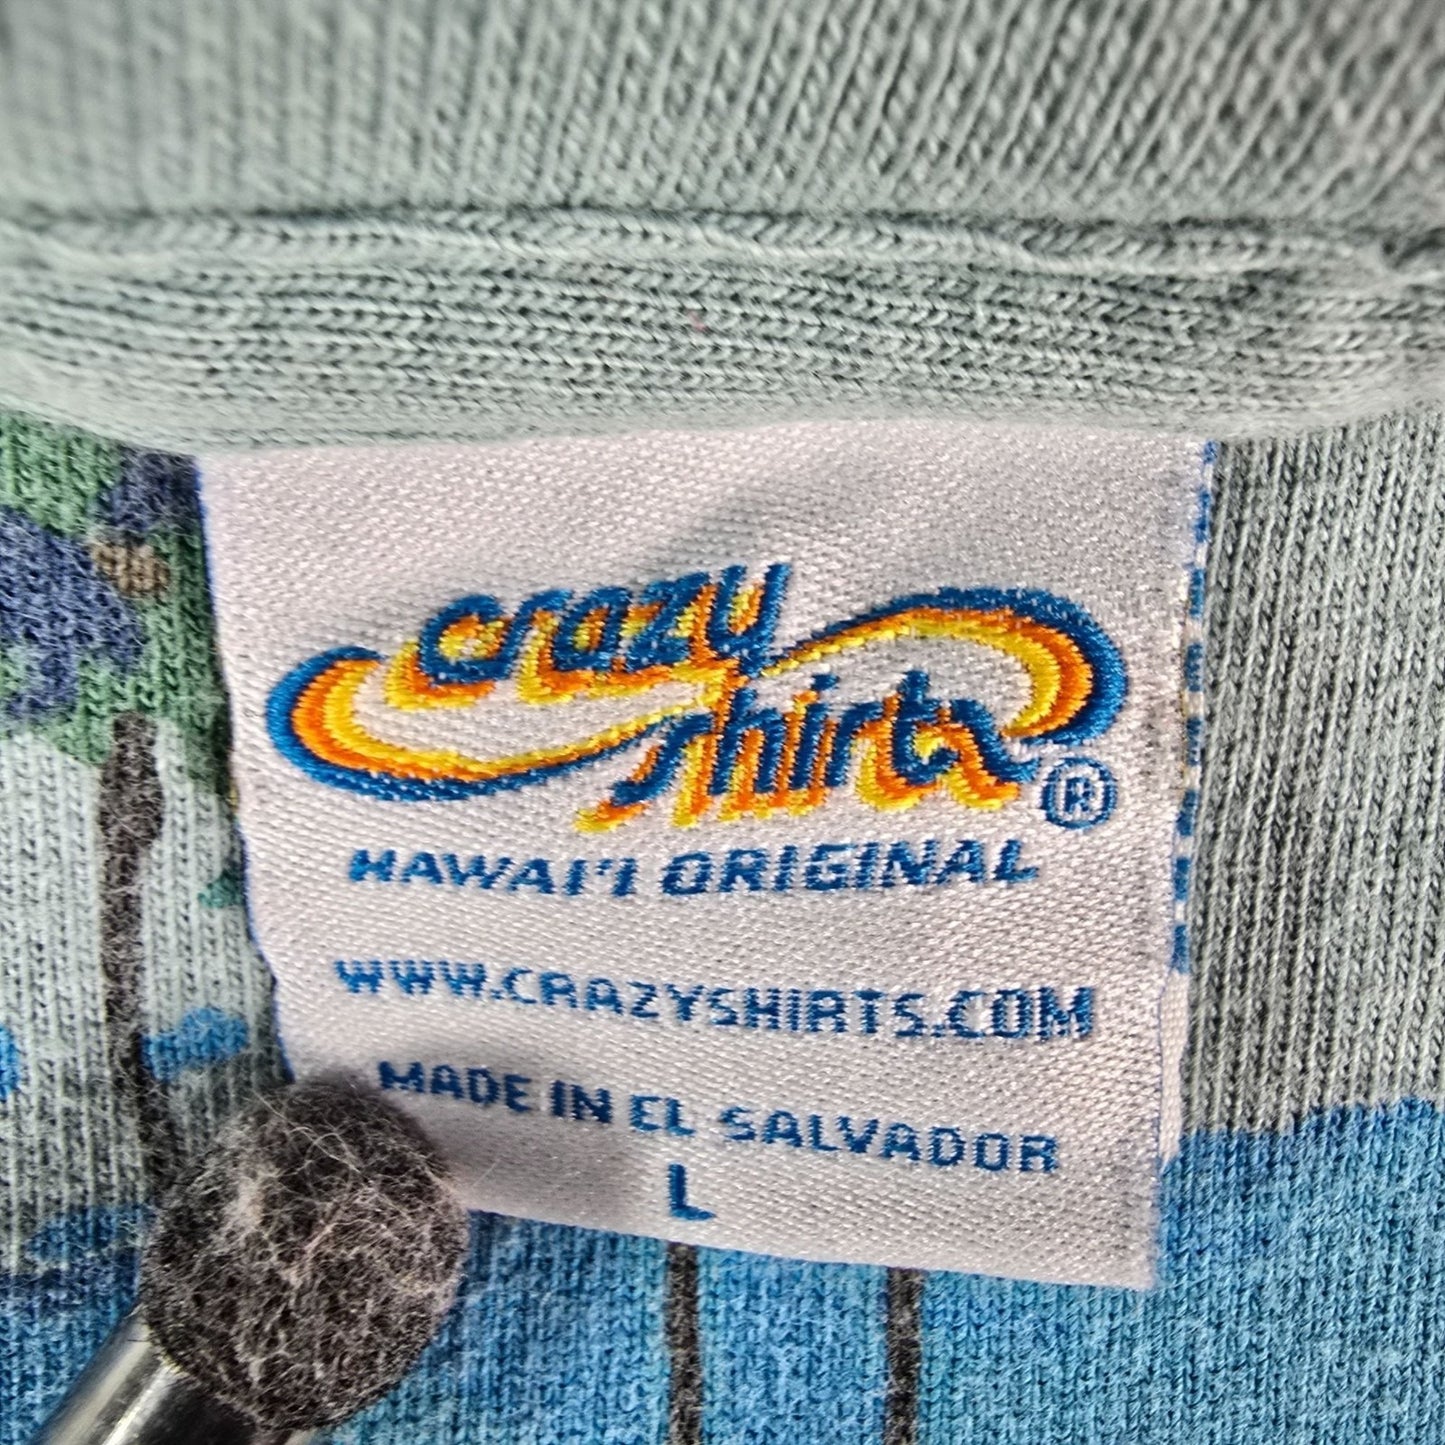 crazy
shirts ®
HAWAI'I ORIGINAL
WWW.CRAZYSHIRTS.COM
MADE IN EL SALVADOR
L